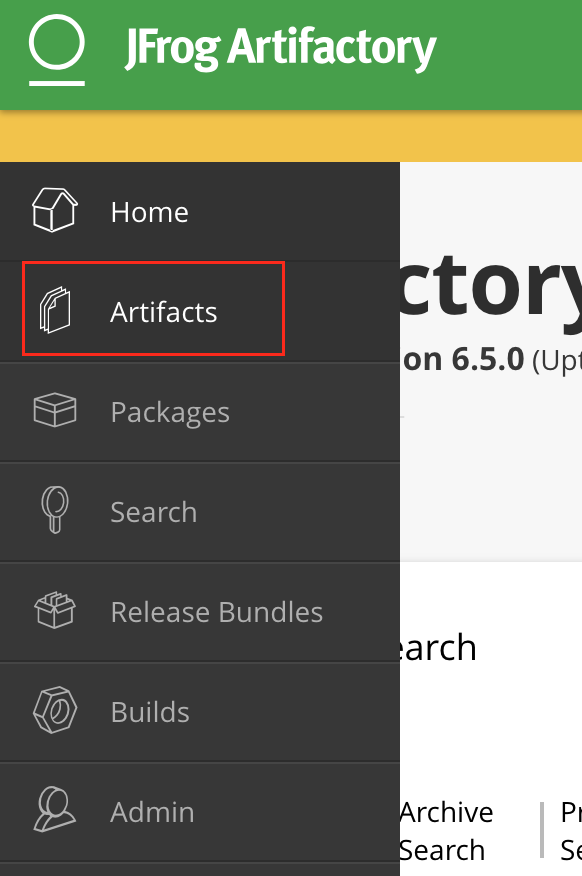 JFrog Artifactory
Home
Artifacts
Packages
Search
Release Bundles
Builds
Admin
ctory
on 6.5.0 (Upt
earch
Archive
Search
Pr
Se